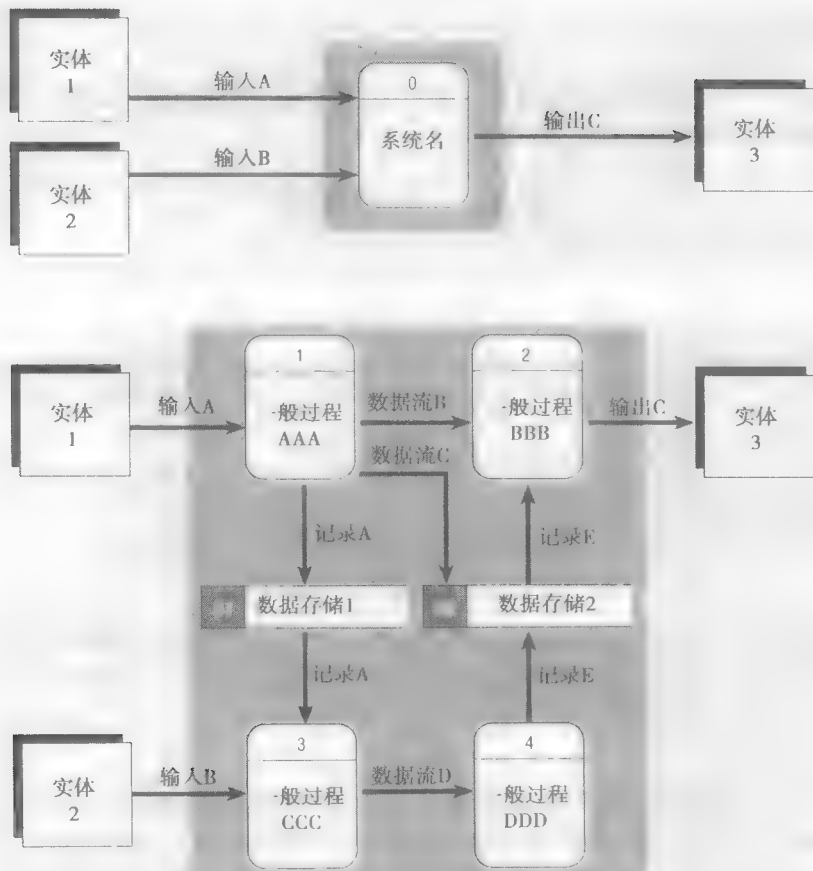 实体
1
输入A
0
系统名
输出C
实体
3
输入B
实体
2
1
2
实体
1
输入A
一般过程
AAA
数据流B
一般过程
BBB
输出C
实体
3
数据流C
记录A
记录E
数据存储1
数据存储2
记录A
记录E
3
4
实体
2
输入B
一般过程
CCC
数据流D
一般过程
DDD